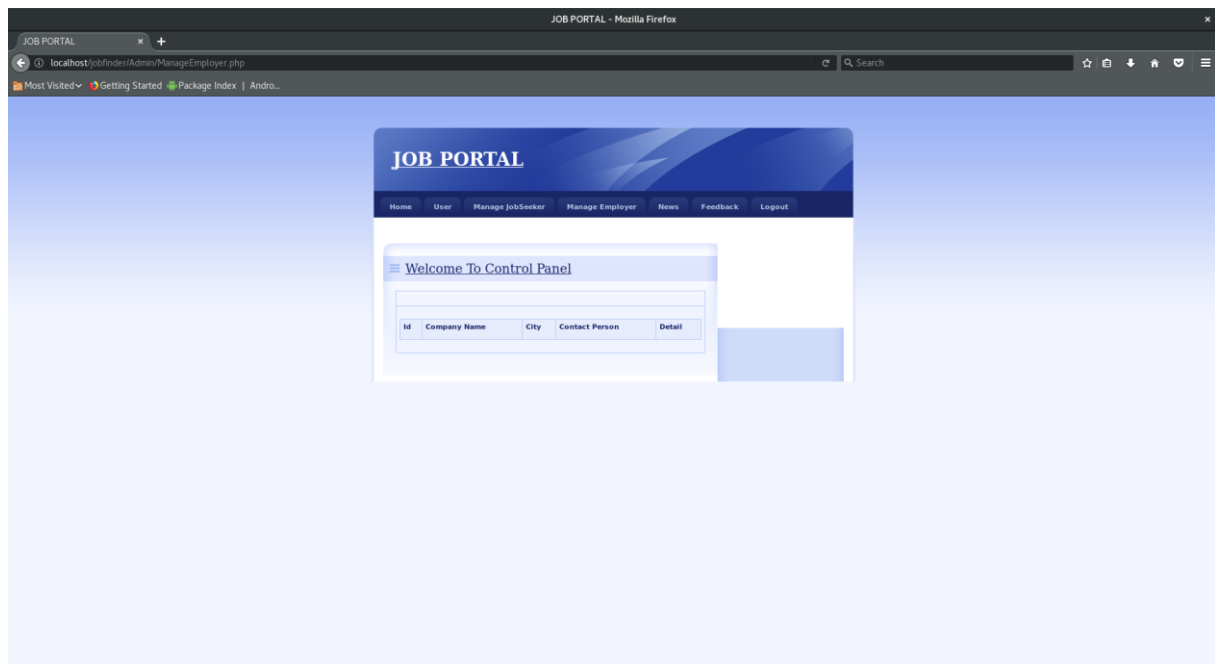 JOB PORTAL - Mozilla Firefox
JOB PORTAL
localhost/jobfinder/Admin/ManageEmployer.php
Search
Most Visited Getting Started Package Index | Andro...
JOB PORTAL
Home User Manage JobSeeker Manage Employer News Feedback Logout
Welcome To Control Panel
Id Company Name City Contact Person Detail